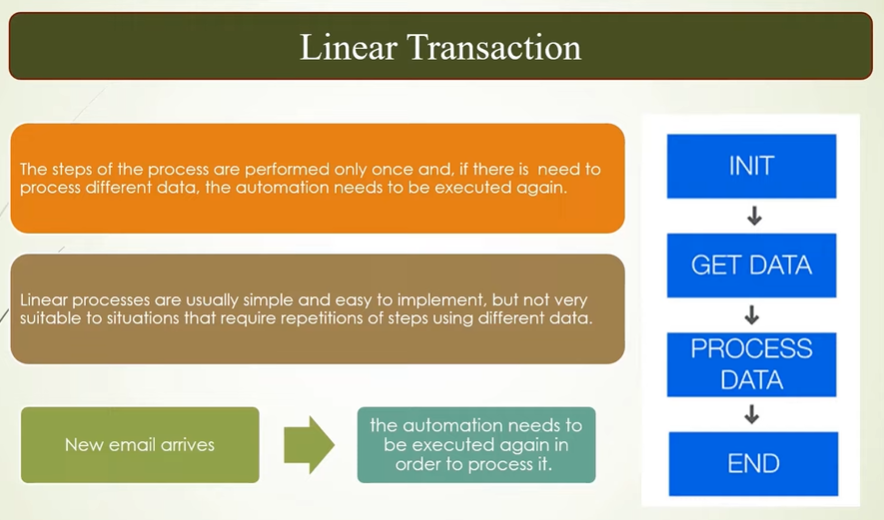 Linear Transaction
The steps of the process are performed only once and, if there is need to
process different data, the automation needs to be executed again.
Linear processes are usually simple and easy to implement, but not very
suitable to situations that require repetitions of steps using different data.
New email arrives
the automation needs to
be executed again in
order to process it.
INIT
GET DATA
PROCESS
DATA
END